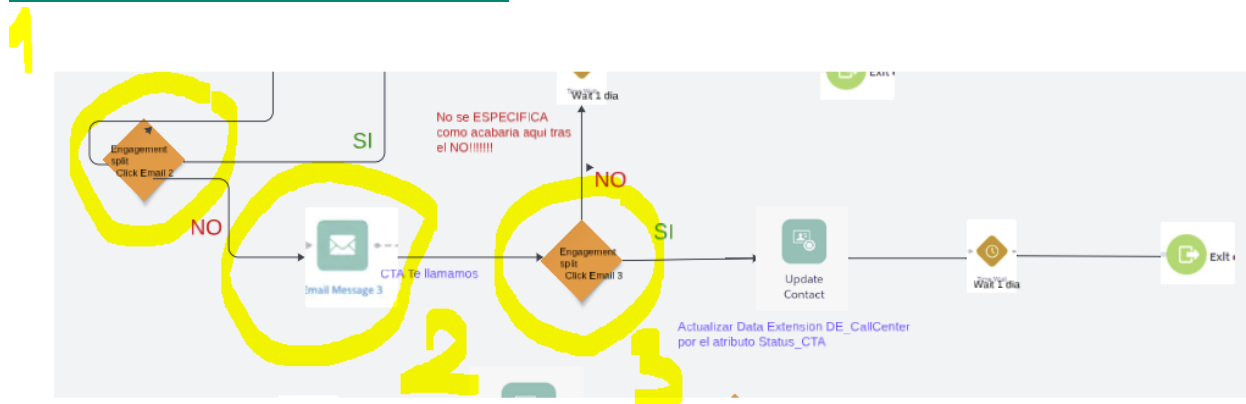 1
Exit
Wait 1 dia
No se ESPECIFICA
como acabaria aqui tras
el NO!!!!!!!
SI
Engagement
split
Click Email 2
NO
NO
SI
Engagement
split
Click Email 3
CTA Te llamamos
Email Message 3
Update
Contact
Wait 1 dia
Exit
Actualizar Data Extension DE_CallCenter
por el atributo Status_CTA
2
3